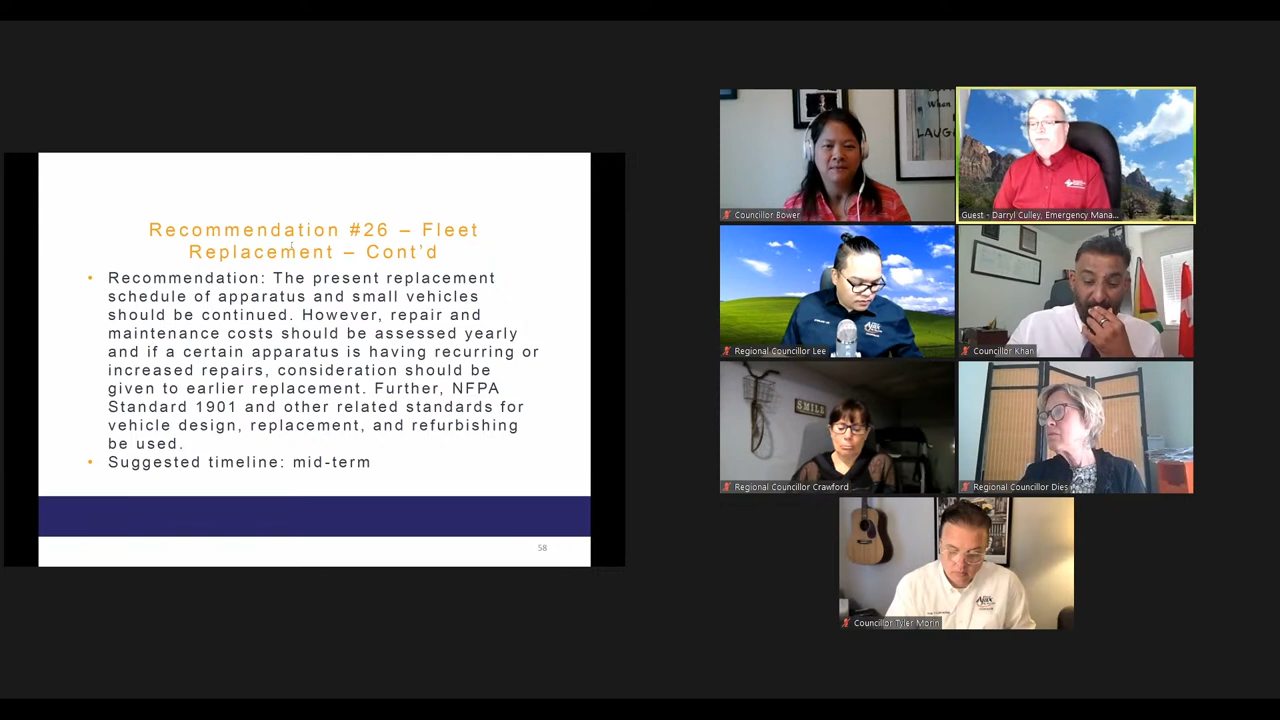 Recommendation #26 – Fleet
Replacement – Cont'd
• Recommendation: The present replacement
schedule of apparatus and small vehicles
should be continued. However, repair and
maintenance costs should be assessed yearly
and if a certain apparatus is having recurring or
increased repairs, consideration should be
given to earlier replacement. Further, NFPA
Standard 1901 and other related standards for
vehicle design, replacement, and refurbishing
be used.
• Suggested timeline: mid-term
58
When
LAUG
Councillor Bower
Guest - Darryl Culley, Emergency Mana...
Ajax
Regional Councillor Lee
Councillor Khan
SMILE
Regional Councillor Crawford
Regional Councillor Dies
Ajax
Councillor Tyler Morin